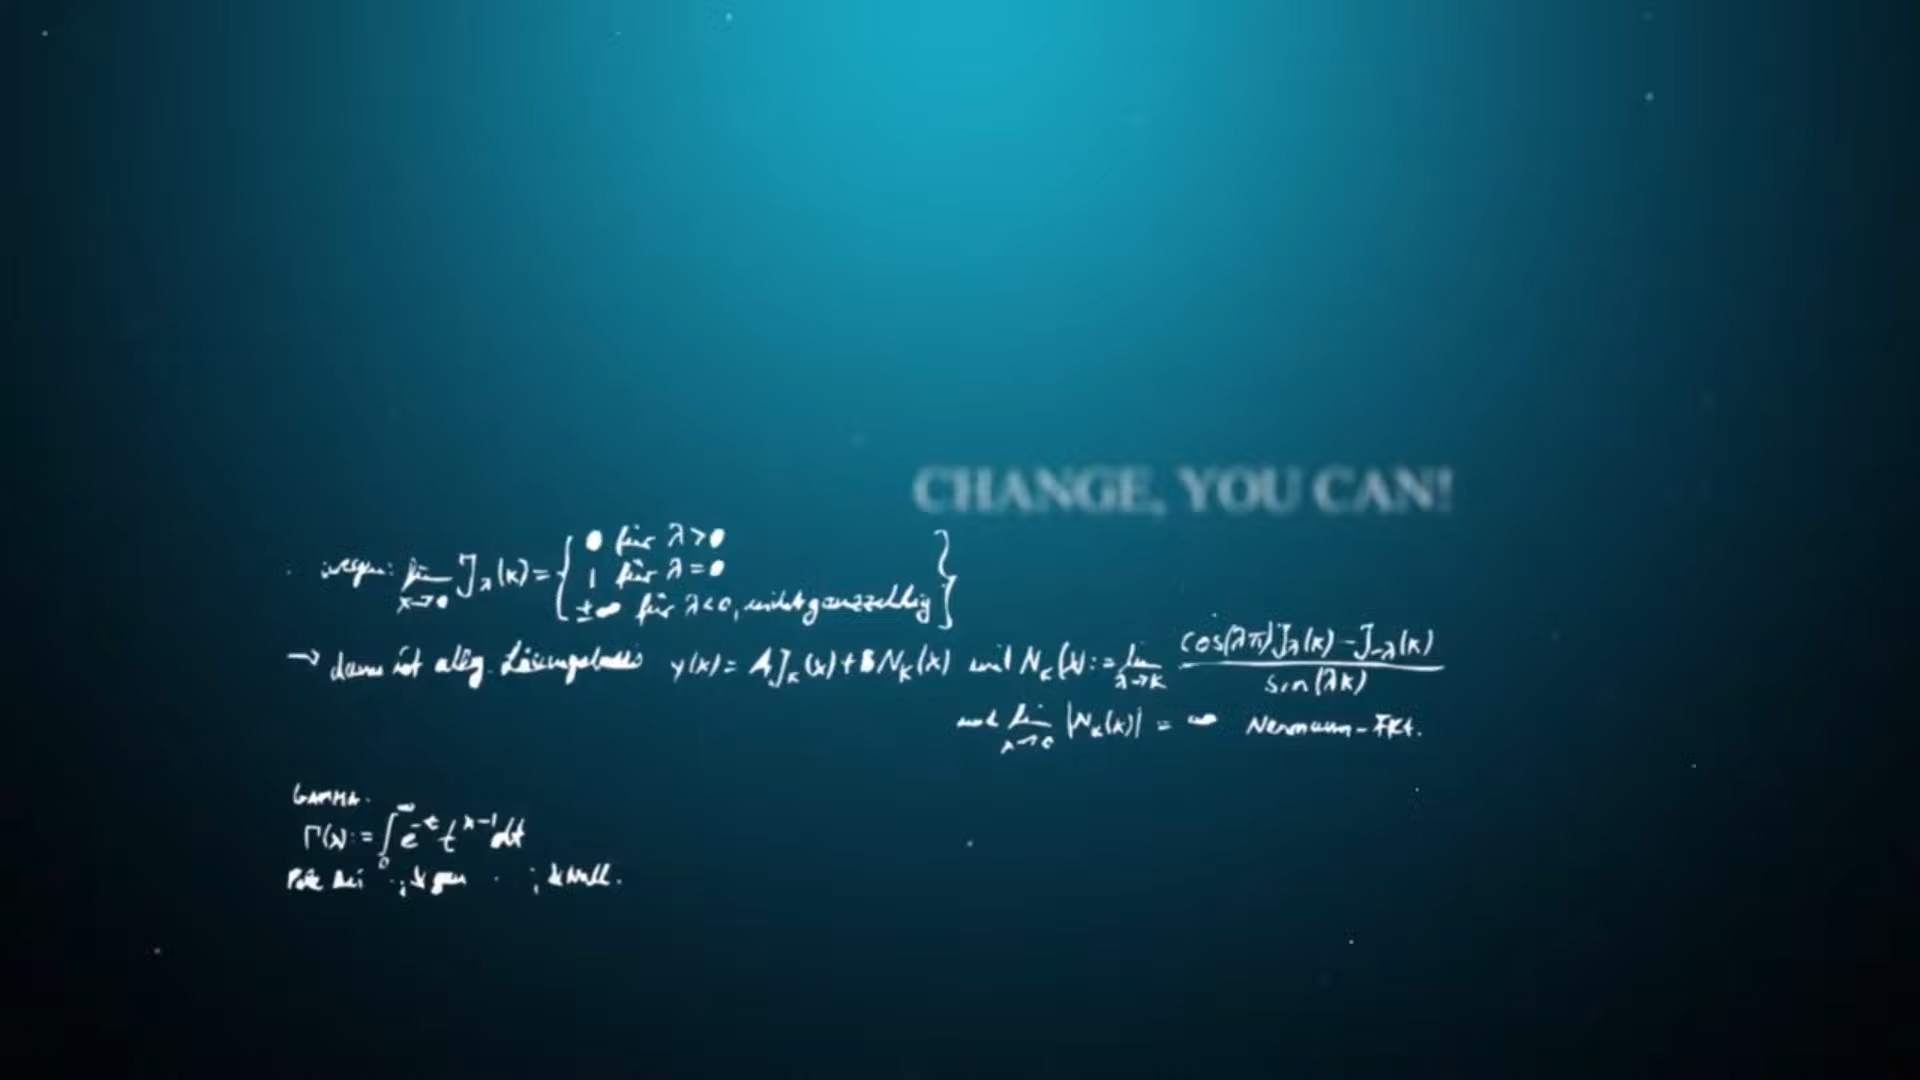 CHANGE, YOU CAN!
wegen: lim x→0 J_λ(x) = { 0 für λ>0
1 für λ=0
±∞ für λ<0, nicht ganzzahlig }
→ dann ist allg. y(x) = A J_K(x) + B N_K(x) mit N_K(x) := lim λ→K cos(λπ)J_λ(x) - J_-λ(x) / sin(λK)
und lim x→0 |N_K(x)| = ∞ Neumann-Fkt.
GAMMA.
Γ(x) := ∫_0^∞ e^-t t^x-1 dt
Pole bei